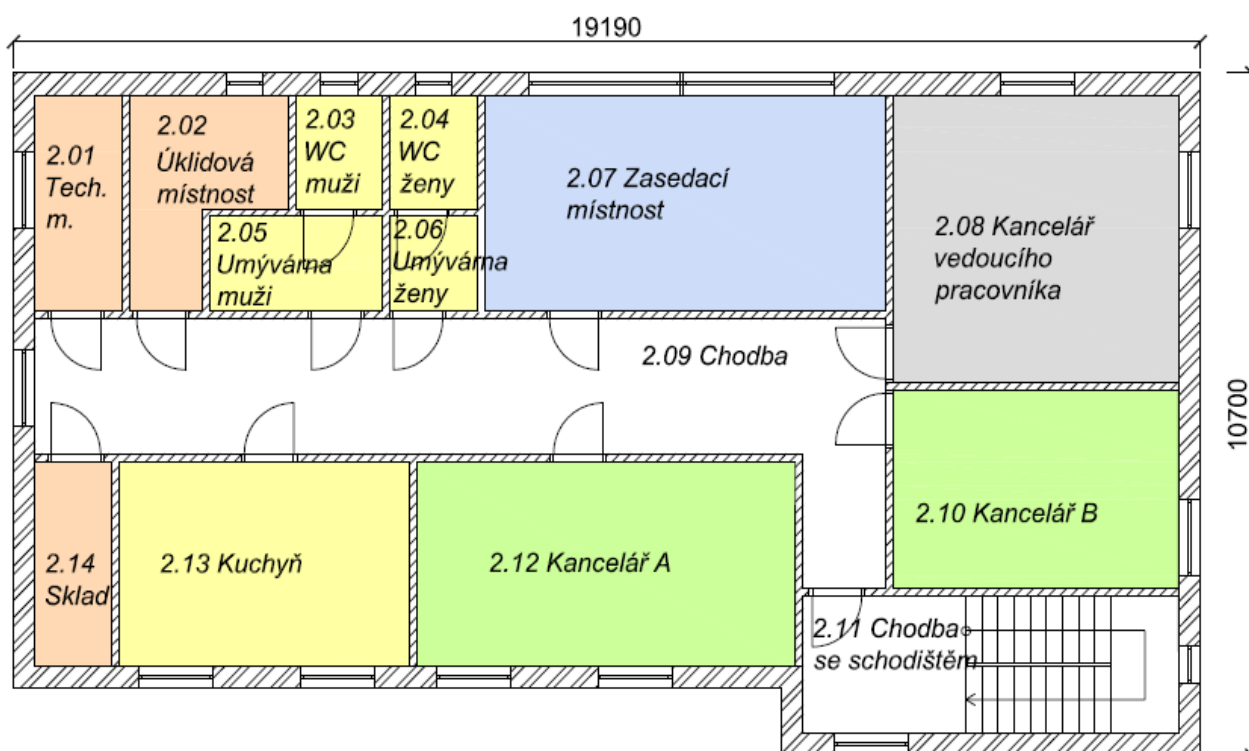 19190
2.01
Tech.
m.
2.02
Úklidová
místnost
2.03
WC
muži
2.04
WC
ženy
2.05
Umývárna
muži
2.06
Umývárna
ženy
2.07 Zasedací
místnost
2.08 Kancelář
vedoucího
pracovníka
2.09 Chodba
10700
2.10 Kancelář B
2.14
Sklad
2.13 Kuchyň
2.12 Kancelář A
2.11 Chodba
se schodištěm